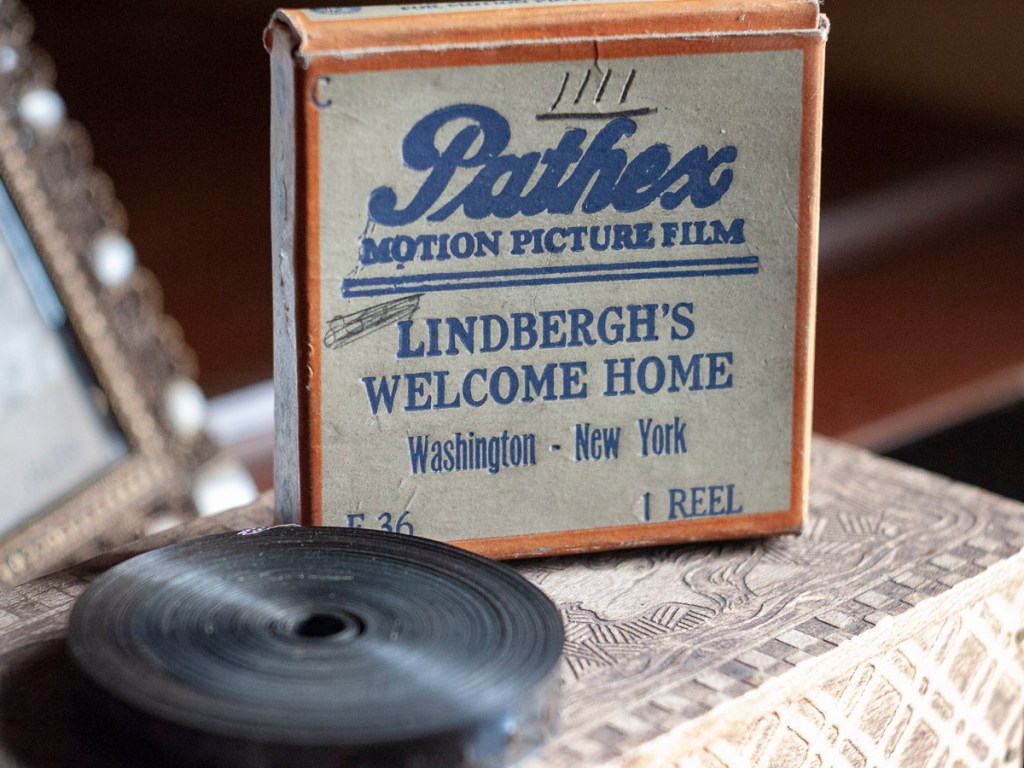 C
Pathex
MOTION PICTURE FILM
LINDBERGH'S
WELCOME HOME
Washington - New York
E 36 1 REEL